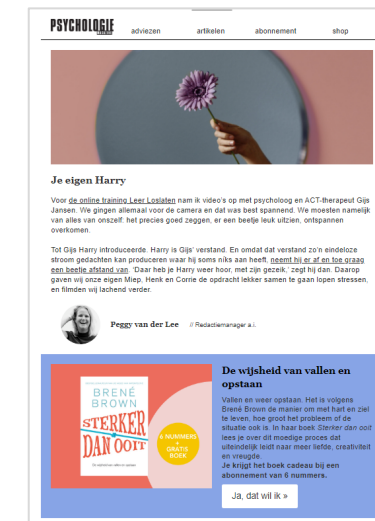 PSYCHOLOGIE
MAGAZINE
adviezen artikelen abonnement shop
Je eigen Harry
Voor de online training Leer Loslaten nam ik video's op met psycholoog en ACT-therapeut Gijs
Jansen. We gingen allemaal voor de camera en dat was best spannend. We moesten namelijk
van alles van onszelf: het precies goed zeggen, er een beetje leuk uitzien, ontspannen
overkomen.
Tot Gijs Harry introduceerde. Harry is Gijs' verstand. En omdat dat verstand zo'n eindeloze
stroom gedachten kan produceren waar hij soms niks aan heeft, neemt hij er af en toe graag
een beetje afstand van. 'Daar heb je Harry weer hoor, met zijn gezeik,' zegt hij dan. Daarop
gaven wij onze eigen Miep, Henk en Corrie de opdracht lekker samen te gaan lopen stressen,
en filmden wij lachend verder.
Peggy van der Lee // Redactiemanager a.i.
BRENÉ
BROWN
STERKER
DAN OOIT
6 NUMMERS
+
GRATIS
BOEK
De wijsheid van vallen en
opstaan
Vallen en weer opstaan. Het is volgens
Brené Brown de manier om met hart en ziel
te leven, hoe groot het probleem of de
situatie ook is. In haar boek Sterker dan ooit
lees je over dit moedige proces dat
uiteindelijk leidt naar meer liefde, creativiteit
en vreugde.
Je krijgt het boek cadeau bij een
abonnement van 6 nummers.
Ja, dat wil ik »